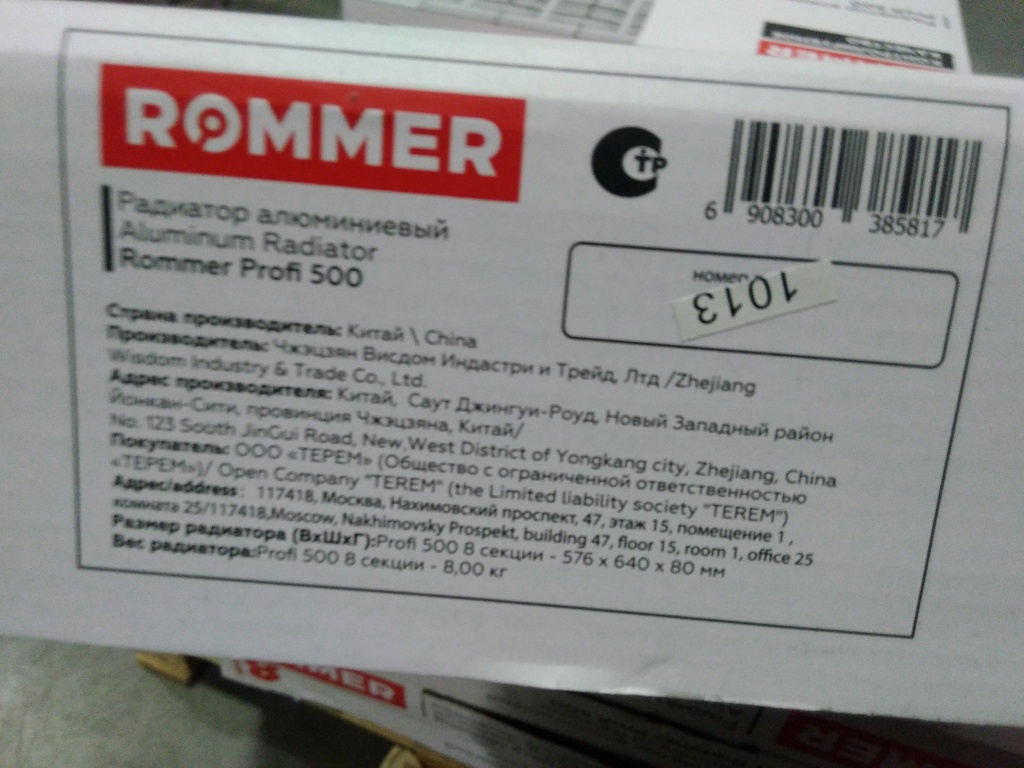 ROMMER
Радиатор алюминиевый
Aluminum Radiator
Rommer Profi 500
СТР
6 908300 385817
номер
1013
Страна производитель: Китай \ China
Производитель: Чжэцзян Висдом Индастри и Трейд, Лтд /Zhejiang
Wisdom Industry & Trade Co., Ltd.
Адрес производителя: Китай, Саут Джингуи-Роуд, Новый Западный район
Йонкан-Сити, провинция Чжэцзяна, Китай/
No. 123 South JinGui Road, New,West District of Yongkang city, Zhejiang, China
Покупатель: ООО «ТЕРЕМ» (Общество с ограниченной ответственностью
«ТЕРЕМ»)/ Open Company "TEREM" (the Limited liability society "TEREM")
Адрес/address: 117418, Москва, Нахимовский проспект, 47, этаж 15, помещение 1 ,
комната 25/117418,Moscow, Nakhimovsky Prospekt, building 47, floor 15, room 1, office 25
Размер радиатора (ВхШхГ):Profi 500 8 секции - 576 x 640 x 80 мм
Вес радиатора:Profi 500 8 секции - 8,00 кг
MMER